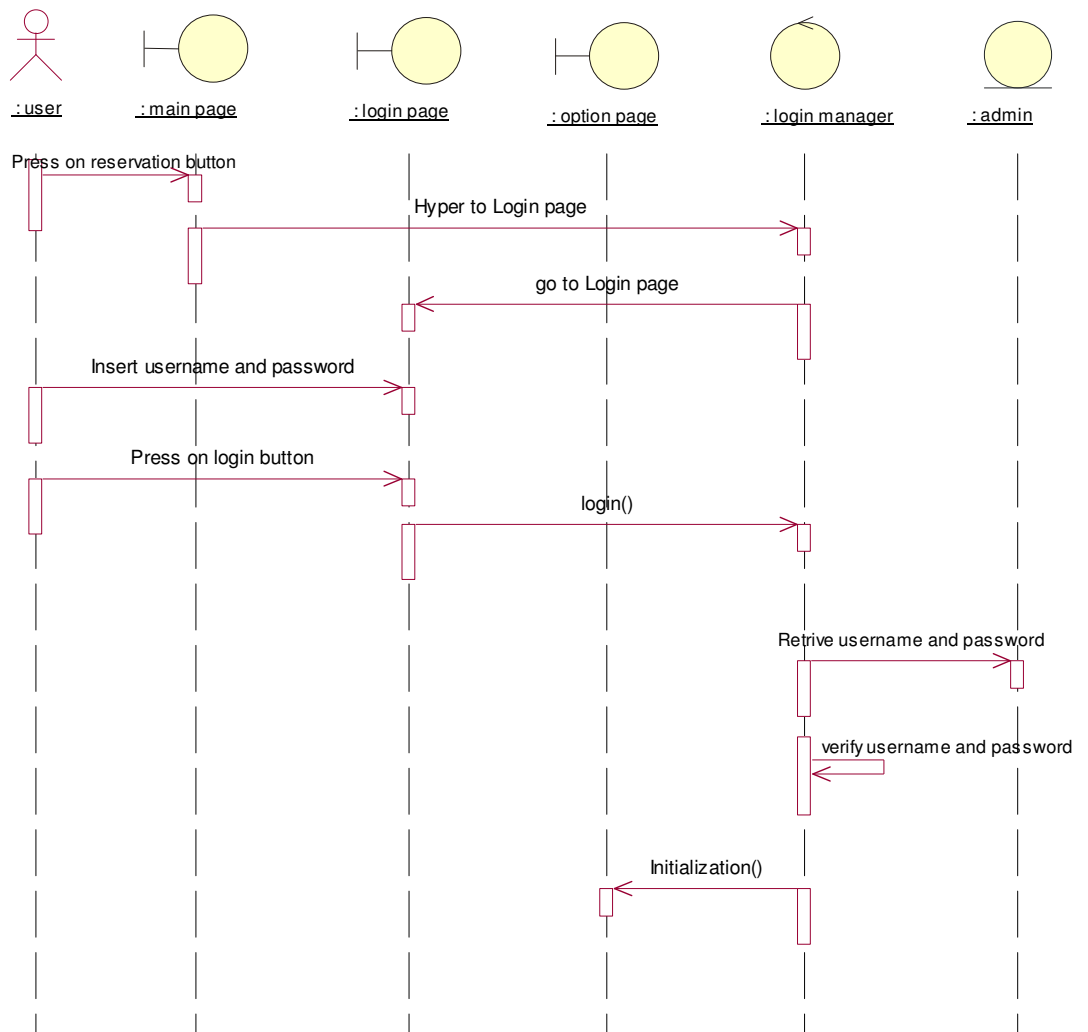 : user
: main page
: login page
: option page
: login manager
: admin
Press on reservation button
Hyper to Login page
go to Login page
Insert username and password
Press on login button
login()
Retrive username and password
verify username and password
Initialization()